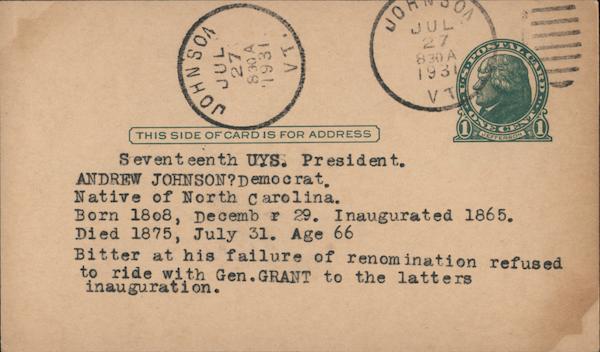 JOHNSON
JUL
27
830A
1931
VT.
JOHNSON
JUL
27
830A
1931
VT
U.S. POSTAL CARD
1 ONE CENT 1
JEFFERSON
THIS SIDE OF CARD IS FOR ADDRESS
Seventeenth UYS. President.
ANDREW JOHNSON?Democrat.
Native of North Carolina.
Born 18o8, Decemb r 29. Inaugurated 1865.
Died 1875, July 31. Age 66
Bitter at his failure of renomination refused
to ride with Gen.GRANT to the latters
inauguration.